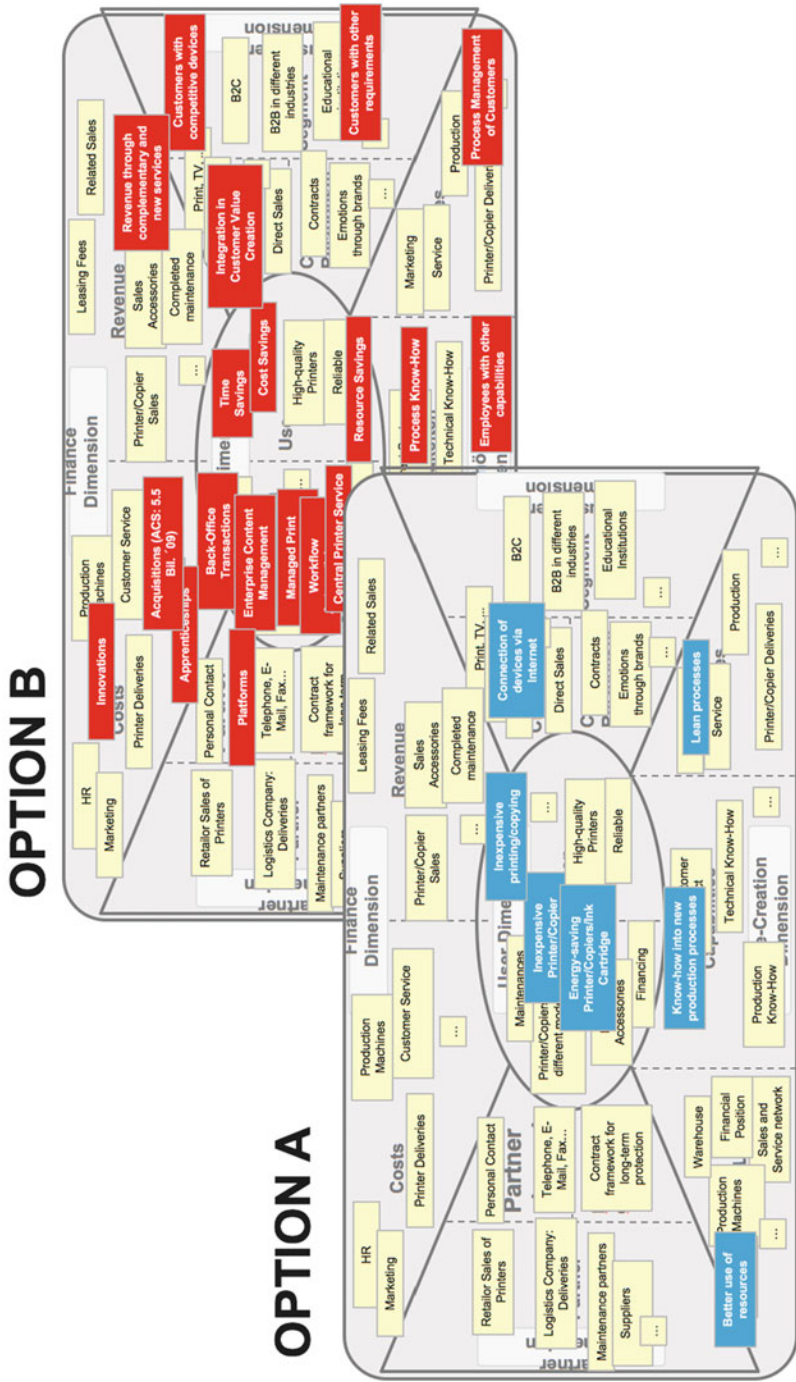 OPTION B
Finance
Dimension
Costs
Revenue
HR
Marketing
Printer Deliveries
Innovations
Production
Customer Service
Acquisitions (ACS: 5.5
Bil. ´09)
Apprenticeships
Printer/Copier
Sales
...
Leasing Fees
Related Sales
Sales
Accessories
Completed
maintenance
Revenue through
complementary and
new services
Customers with
competitive devices
Retailor Sales of
Printers
Logistics Company:
Deliveries
Maintenance partners
Personal Contact
Platforms
Telephone, E-
Mail, Fax…
Contract
framework for
Back-Office
Transactions
Enterprise Content
Management
Managed Print
Workflow
Central Printer Service
Time
Savings
Cost Savings
High-quality
Printers
Reliable
Resource Savings
...
Print, TV, ...
Integration in
Customer Value
Creation
Direct Sales
Contracts
Emotions
through brands
...
B2C
B2B in different
industries
Educational
Customers with other
requirements
Process Know-How
Technical Know-How
Employees with other
capabilities
Marketing
Service
Printer/Copier Deliveries
Production
Process Management
of Customers
OPTION A
Finance
Dimension
Costs
Revenue
HR
Marketing
Printer Deliveries
Production
Machines
Customer Service
...
Printer/Copier
Sales
...
Leasing Fees
Related Sales
Sales
Accessories
Completed
maintenance
Partner
Retailor Sales of
Printers
Logistics Company:
Deliveries
Maintenance partners
Suppliers
...
Personal Contact
Telephone, E-
Mail, Fax…
Contract
framework for
long-term
protection
Maintenances
Printer/Copier
Accessories
Financing
Inexpensive
Printer/Copier
Energy-saving
Printer/Copiers/Ink
Cartridge
Inexpensive
printing/copying
...
High-quality
Printers
Reliable
Print, TV, ...
Connection of
devices via
Internet
Direct Sales
Contracts
Emotions
through brands
...
B2C
B2B in different
industries
Educational
Institutions
...
Warehouse
Financial
Position
Sales and
Service network
Production
Machines
...
Better use of
resources
Know-how into new
production processes
Technical Know-How
Production
Know-How
...
Lean processes
Service
Production
Printer/Copier Deliveries
...